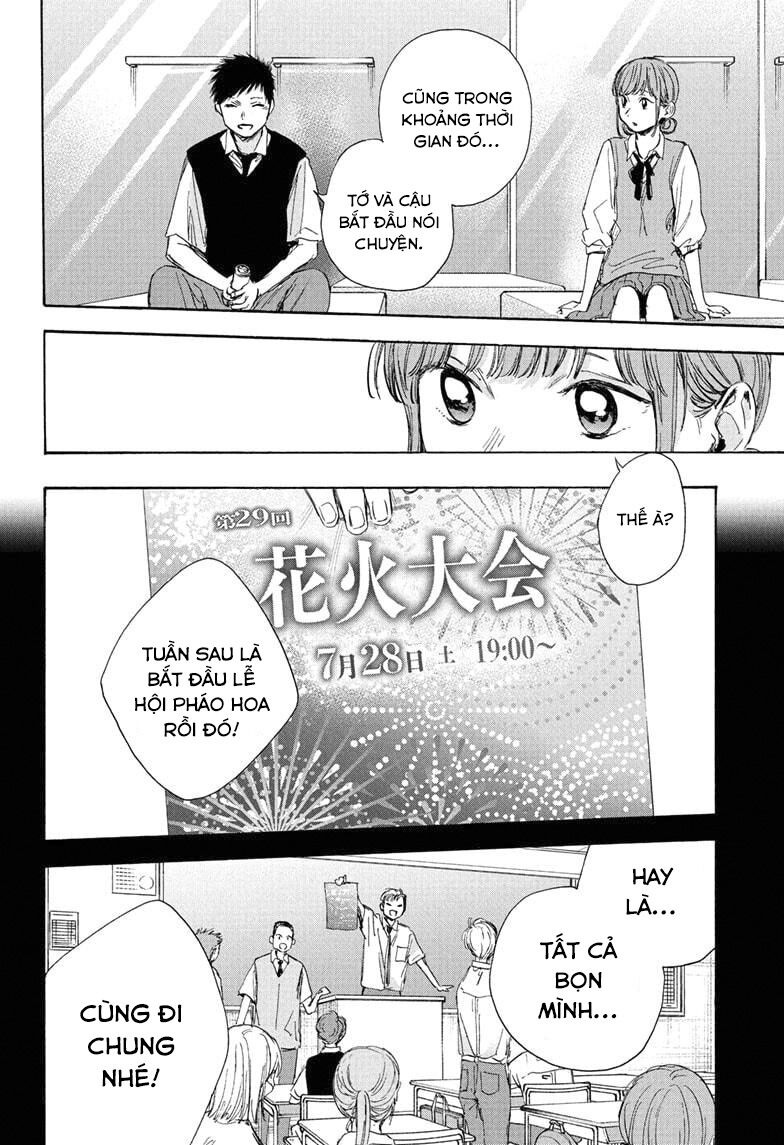 CŨNG TRONG
KHOẢNG THỜI
GIAN ĐÓ...
TỚ VÀ CẬU
BẮT ĐẦU NÓI
CHUYỆN.
THẾ À?
第29回
花火大会
7月28日 土 19:00～
TUẦN SAU LÀ
BẮT ĐẦU LỄ
HỘI PHÁO HOA
RỒI ĐÓ!
HAY
LÀ...
TẤT CẢ
BỌN
MÌNH...
CÙNG ĐI
CHUNG
NHÉ!